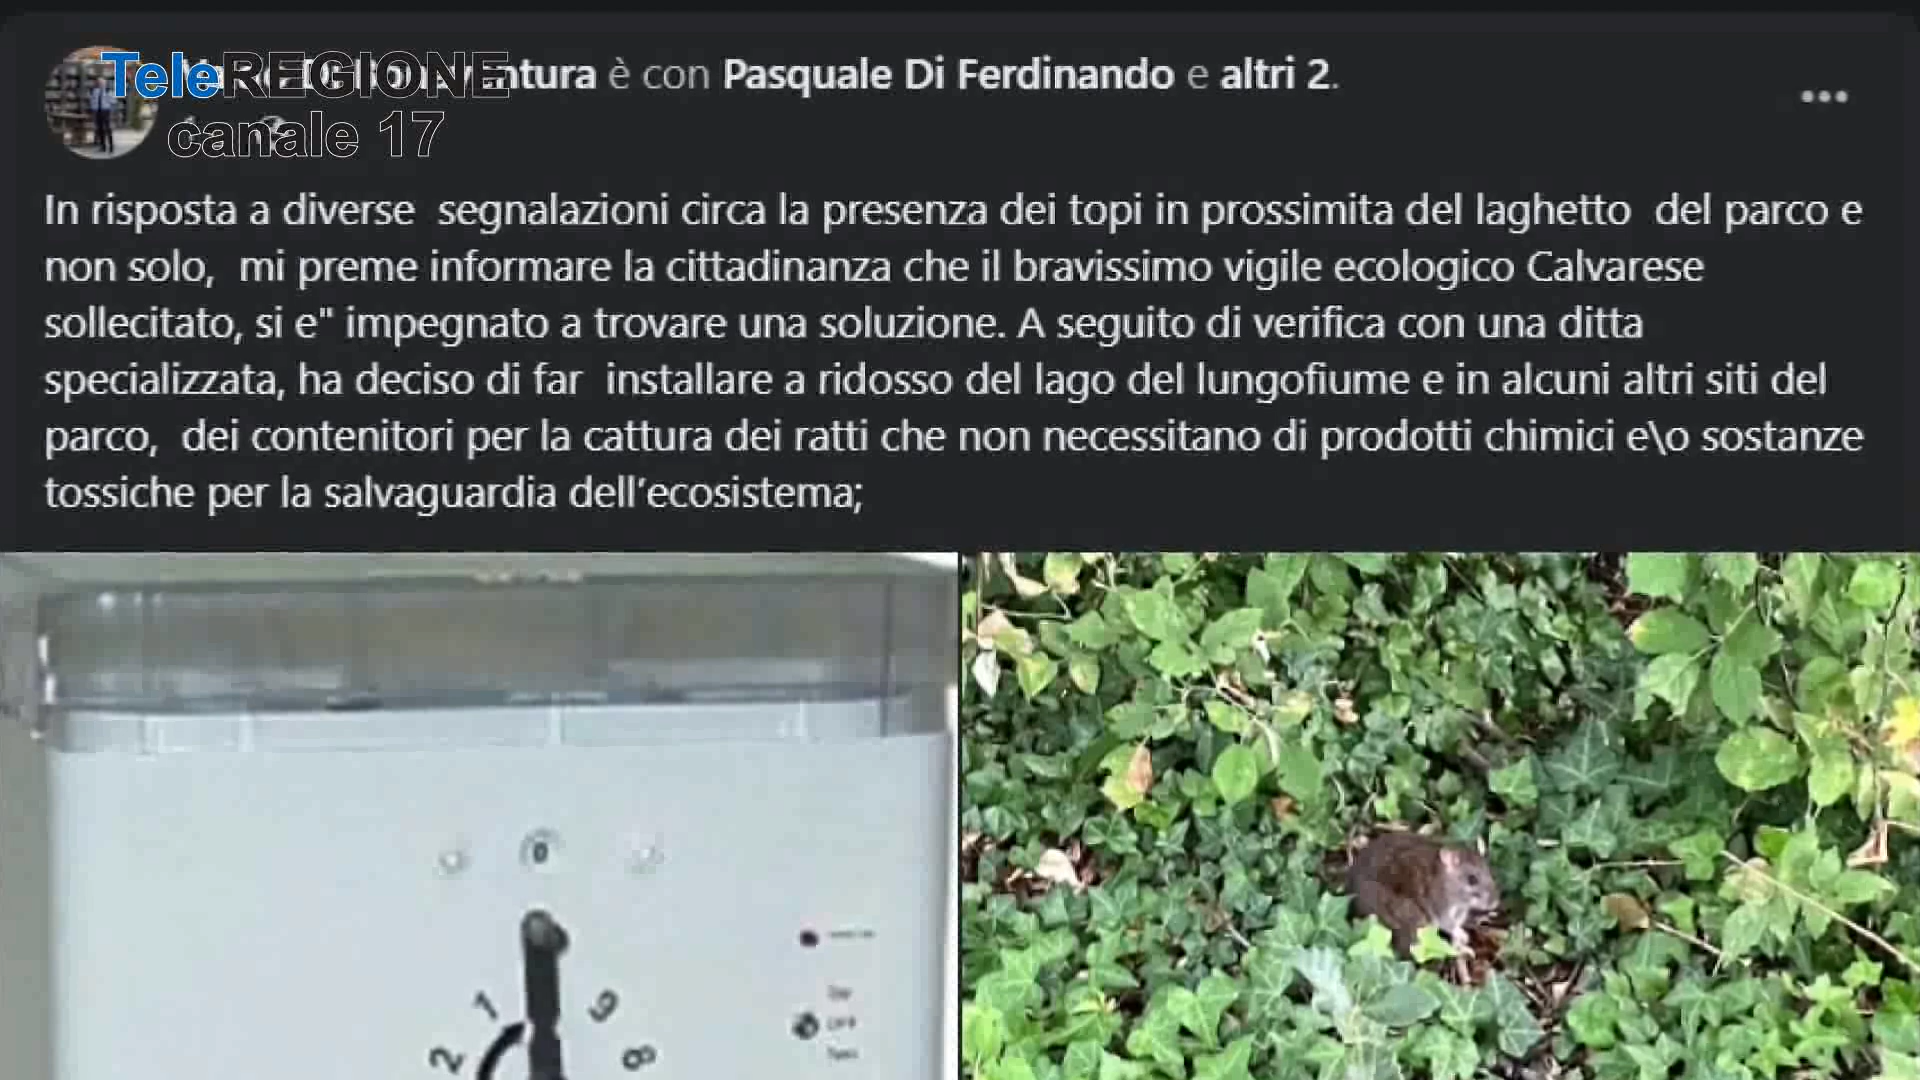 TeleREGIONE
canale 17
è con Pasquale Di Ferdinando e altri 2.
In risposta a diverse segnalazioni circa la presenza dei topi in prossimita del laghetto del parco e
non solo, mi preme informare la cittadinanza che il bravissimo vigile ecologico Calvarese
sollecitato, si e" impegnato a trovare una soluzione. A seguito di verifica con una ditta
specializzata, ha deciso di far installare a ridosso del lago del lungofiume e in alcuni altri siti del
parco, dei contenitori per la cattura dei ratti che non necessitano di prodotti chimici e\o sostanze
tossiche per la salvaguardia dell'ecosistema;
0
1 9
2 8
OFF